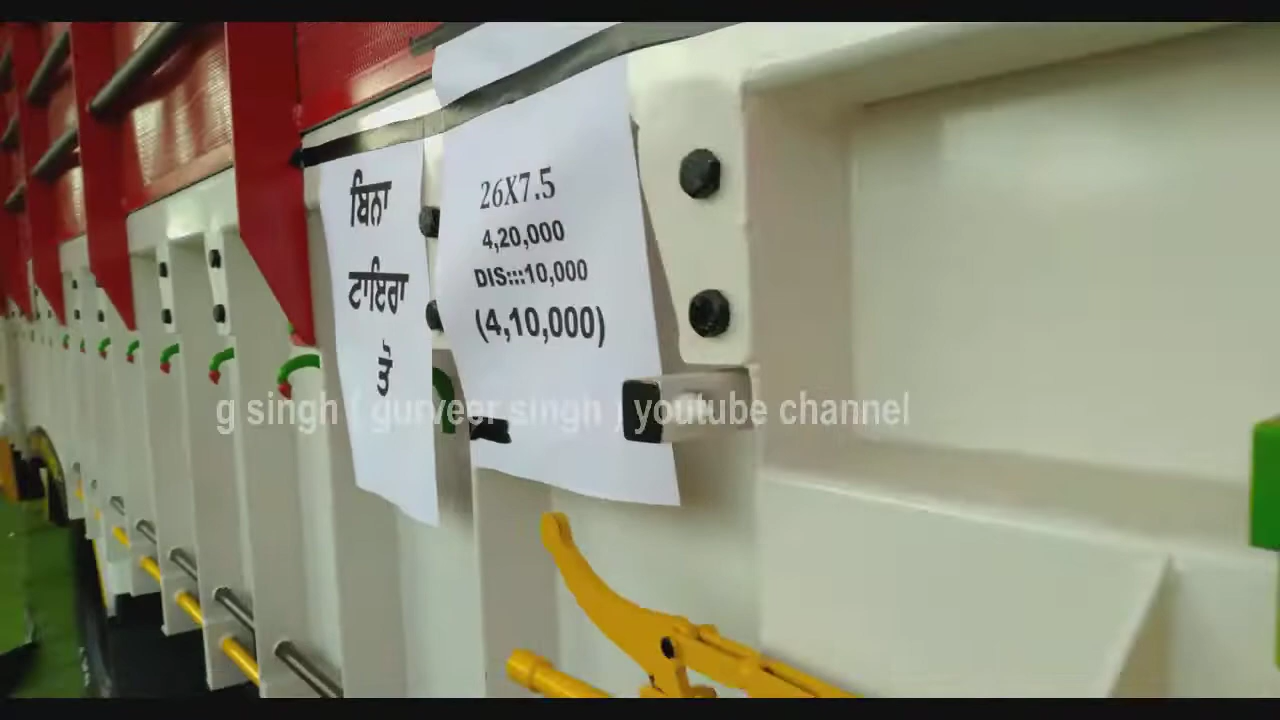 ਬਿਨਾ
ਟਾਇਰਾ
ਤੋਂ
26X7.5
4,20,000
DIS:::10,000
(4,10,000)
g singh ( gurveer singh ) youtube channel